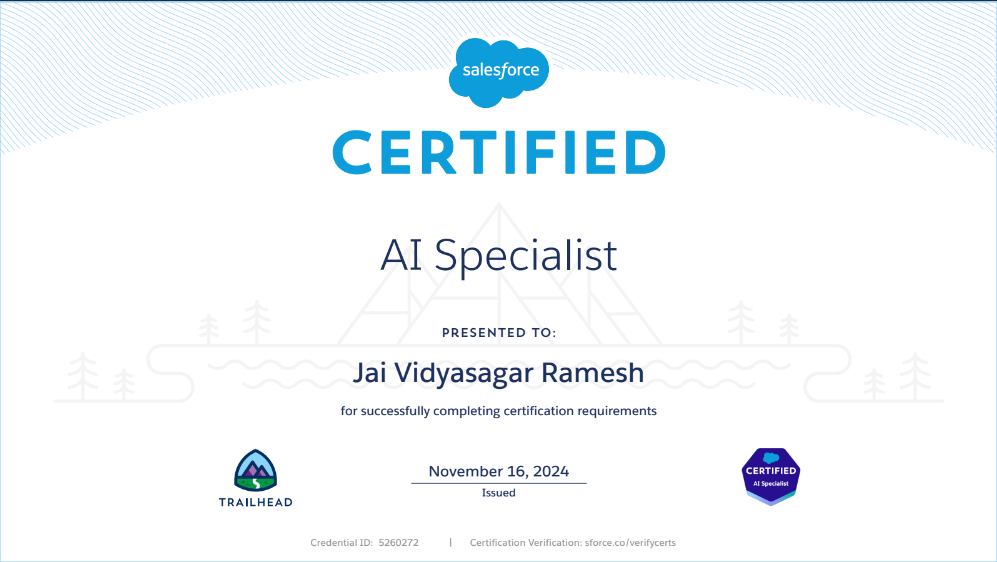 salesforce
CERTIFIED
AI Specialist
PRESENTED TO:
Jai Vidyasagar Ramesh
for successfully completing certification requirements
TRAILHEAD
November 16, 2024
Issued
CERTIFIED
AI Specialist
Credential ID: 5260272 | Certification Verification: sforce.co/verifycerts